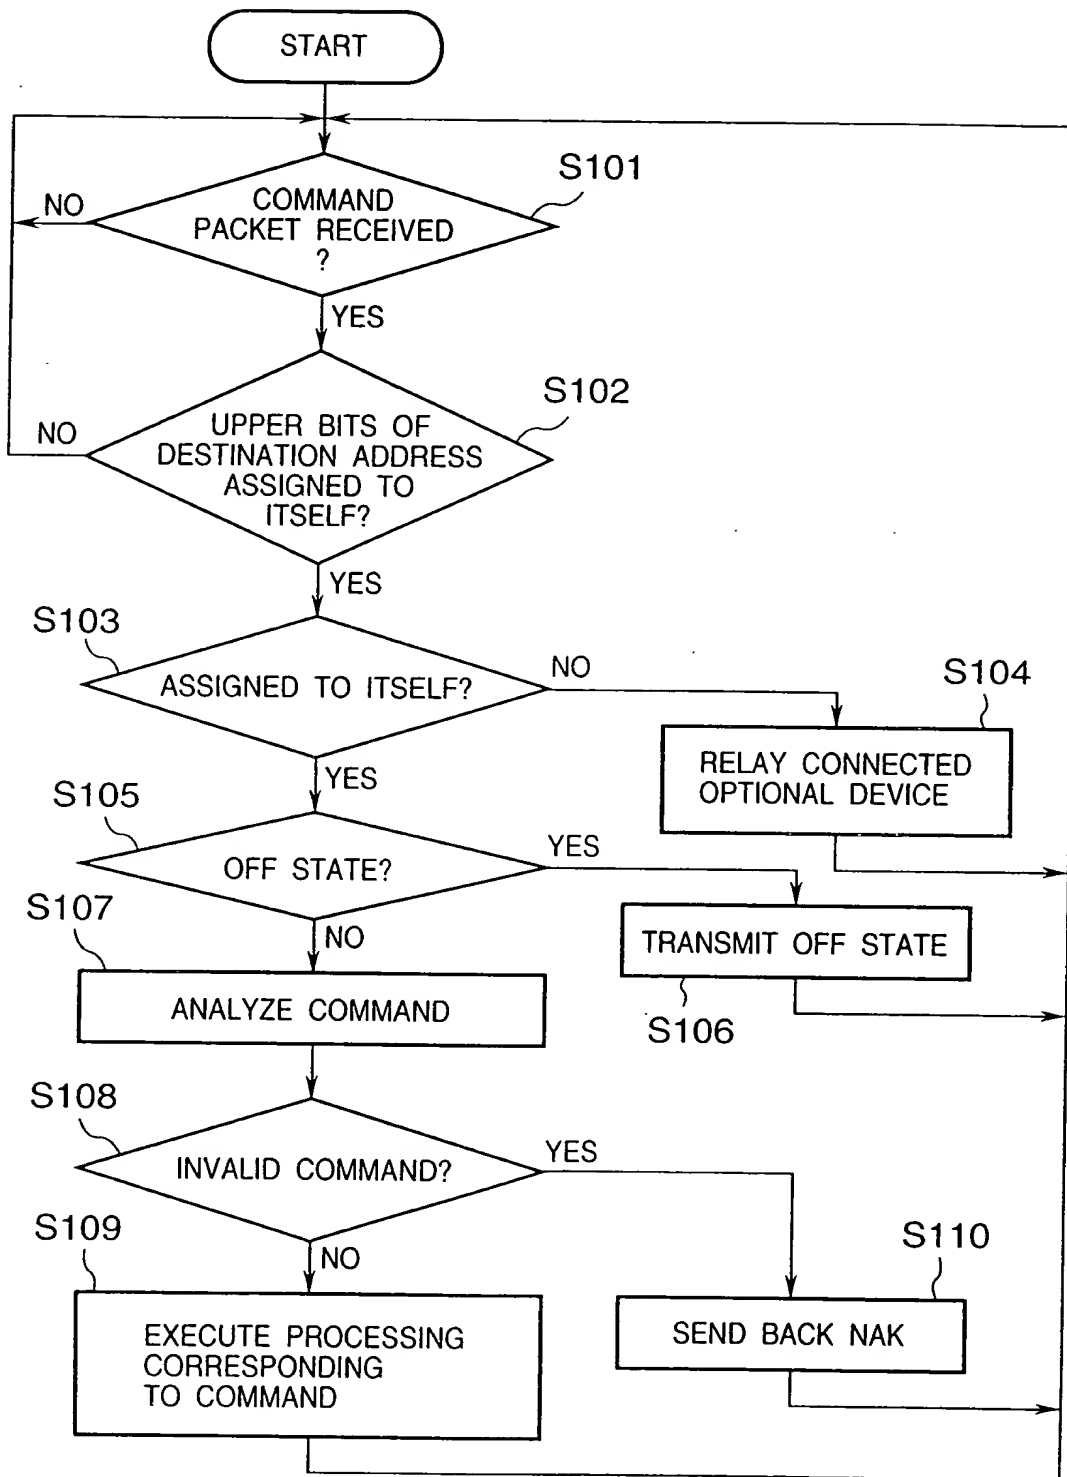 START
S101
COMMAND
PACKET RECEIVED
?
NO
YES
S102
UPPER BITS OF
DESTINATION ADDRESS
ASSIGNED TO
ITSELF?
NO
YES
S103
ASSIGNED TO ITSELF?
NO
S104
RELAY CONNECTED
OPTIONAL DEVICE
YES
S105
OFF STATE?
YES
TRANSMIT OFF STATE
S106
NO
S107
ANALYZE COMMAND
S108
INVALID COMMAND?
YES
NO
S109
EXECUTE PROCESSING
CORRESPONDING
TO COMMAND
S110
SEND BACK NAK